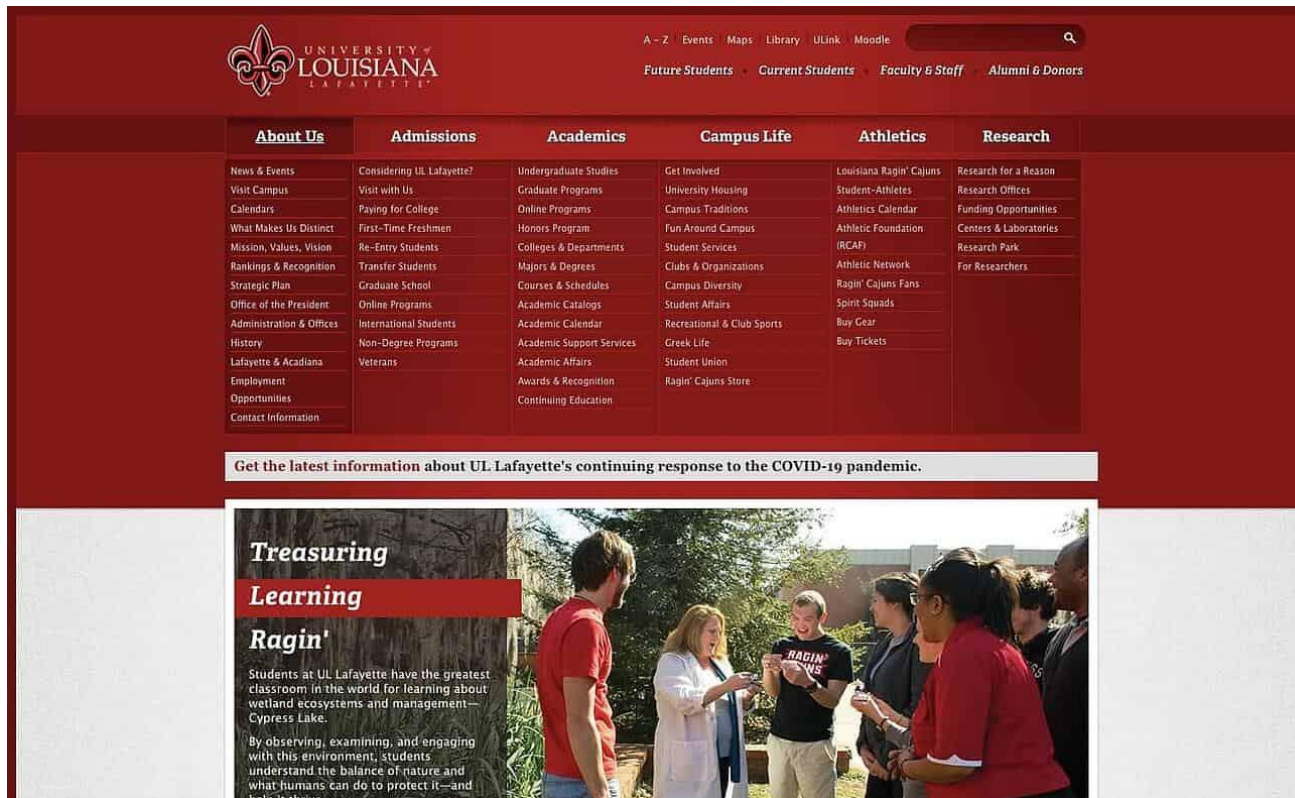 UNIVERSITY of
LOUISIANA
LAFAYETTE
A – Z Events Maps Library ULink Moodle
Future Students Current Students Faculty & Staff Alumni & Donors
About Us Admissions Academics Campus Life Athletics Research
News & Events
Visit Campus
Calendars
What Makes Us Distinct
Mission, Values, Vision
Rankings & Recognition
Strategic Plan
Office of the President
Administration & Offices
History
Lafayette & Acadiana
Employment
Opportunities
Contact Information
Considering UL Lafayette?
Visit with Us
Paying for College
First-Time Freshmen
Re-Entry Students
Transfer Students
Graduate School
Online Programs
International Students
Non-Degree Programs
Veterans
Undergraduate Studies
Graduate Programs
Online Programs
Honors Program
Colleges & Departments
Majors & Degrees
Courses & Schedules
Academic Catalogs
Academic Calendar
Academic Support Services
Academic Affairs
Awards & Recognition
Continuing Education
Get Involved
University Housing
Campus Traditions
Fun Around Campus
Student Services
Clubs & Organizations
Campus Diversity
Student Affairs
Recreational & Club Sports
Greek Life
Student Union
Ragin' Cajuns Store
Louisiana Ragin' Cajuns
Student-Athletes
Athletics Calendar
Athletic Foundation
(RCAF)
Athletic Network
Ragin' Cajuns Fans
Spirit Squads
Buy Gear
Buy Tickets
Research for a Reason
Research Offices
Funding Opportunities
Centers & Laboratories
Research Park
For Researchers
Get the latest information about UL Lafayette's continuing response to the COVID-19 pandemic.
Treasuring
Learning
Ragin'
Students at UL Lafayette have the greatest
classroom in the world for learning about
wetland ecosystems and management—
Cypress Lake.
By observing, examining, and engaging
with this environment, students
understand the balance of nature and
what humans can do to protect it—and
RAGIN'